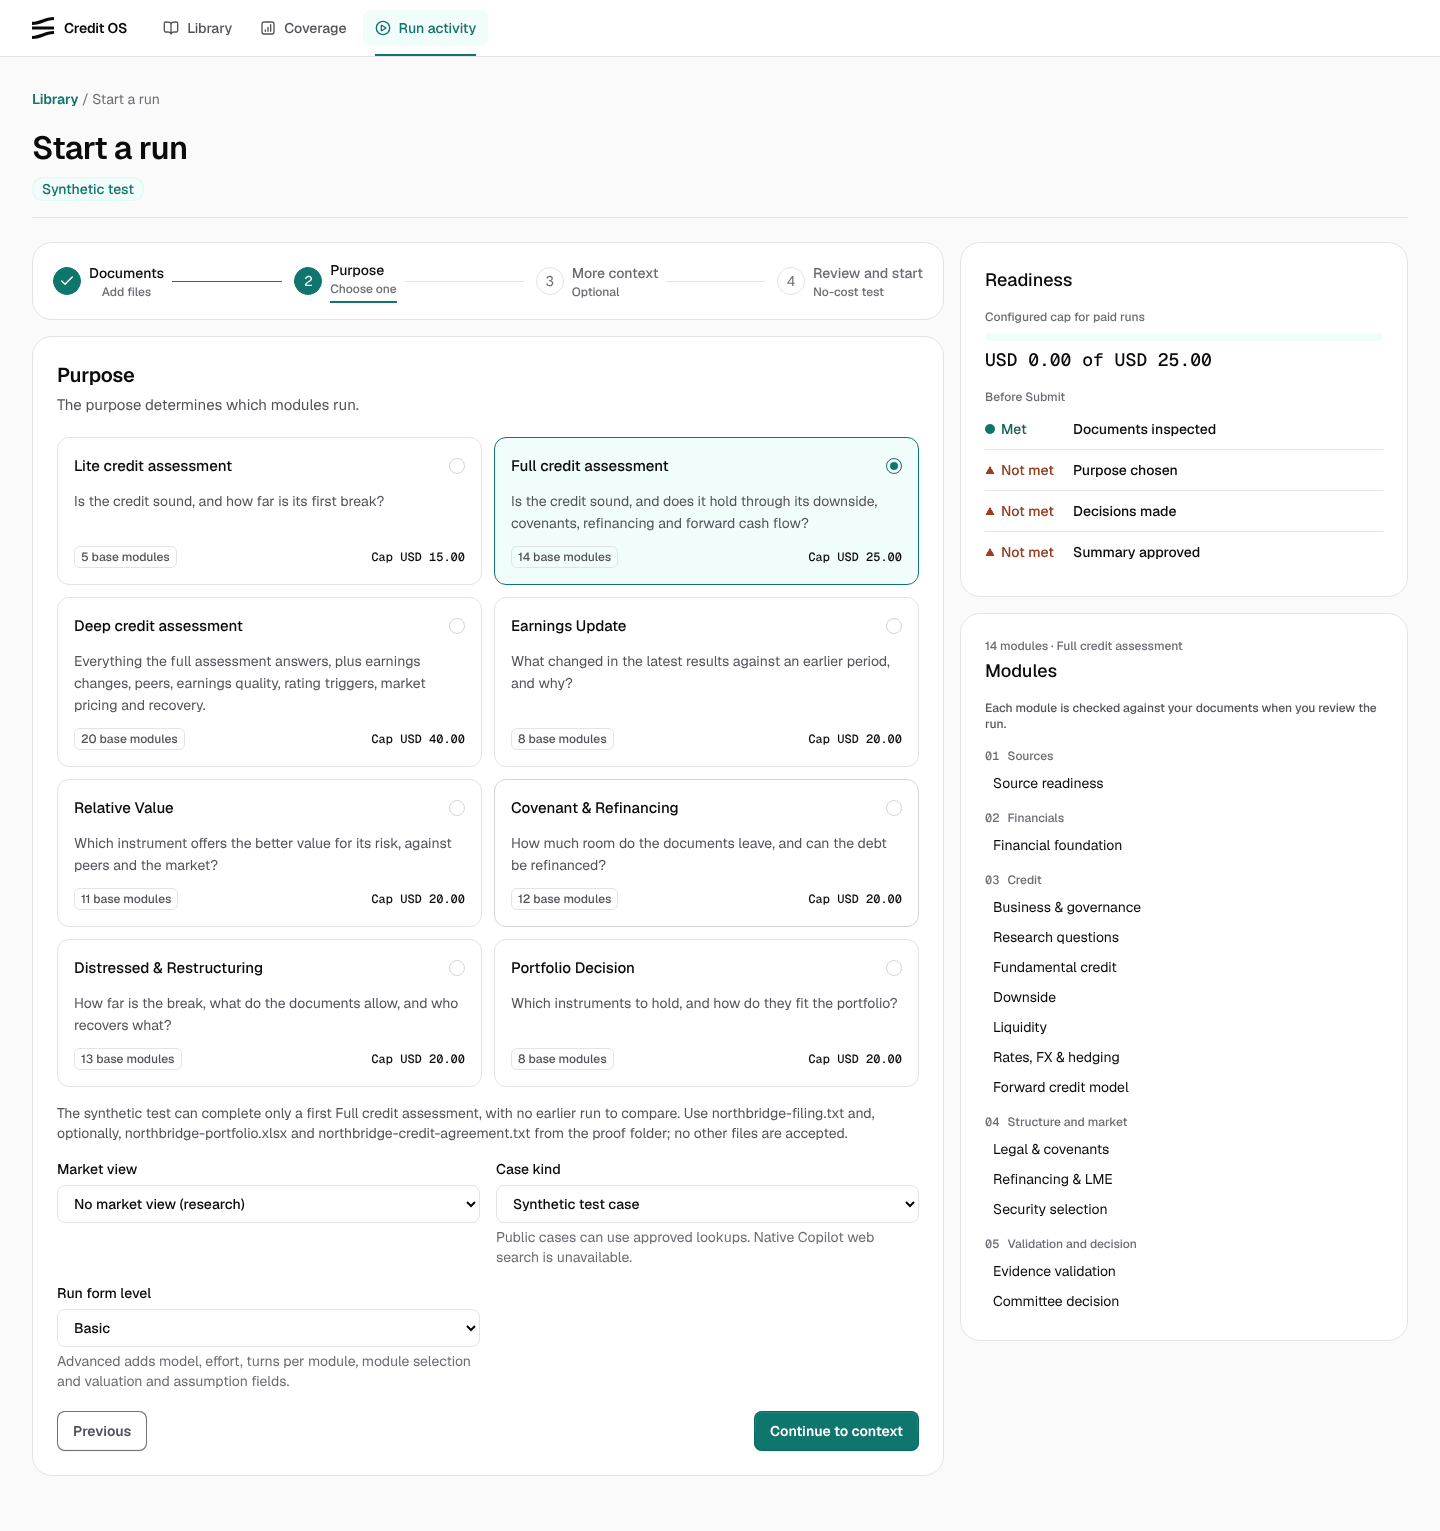 Credit OS
Library
Coverage
Run activity
Library / Start a run
Start a run
Synthetic test
Documents
Add files
2
Purpose
Choose one
3
More context
Optional
4
Review and start
No-cost test
Purpose
The purpose determines which modules run.
Lite credit assessment
Is the credit sound, and how far is its first break?
5 base modules
Cap USD 15.00
Full credit assessment
Is the credit sound, and does it hold through its downside,
covenants, refinancing and forward cash flow?
14 base modules
Cap USD 25.00
Deep credit assessment
Everything the full assessment answers, plus earnings
changes, peers, earnings quality, rating triggers, market
pricing and recovery.
20 base modules
Cap USD 40.00
Earnings Update
What changed in the latest results against an earlier period,
and why?
8 base modules
Cap USD 20.00
Relative Value
Which instrument offers the better value for its risk, against
peers and the market?
11 base modules
Cap USD 20.00
Covenant & Refinancing
How much room do the documents leave, and can the debt
be refinanced?
12 base modules
Cap USD 20.00
Distressed & Restructuring
How far is the break, what do the documents allow, and who
recovers what?
13 base modules
Cap USD 20.00
Portfolio Decision
Which instruments to hold, and how do they fit the portfolio?
8 base modules
Cap USD 20.00
The synthetic test can complete only a first Full credit assessment, with no earlier run to compare. Use northbridge-filing.txt and,
optionally, northbridge-portfolio.xlsx and northbridge-credit-agreement.txt from the proof folder; no other files are accepted.
Market view
No market view (research)
Case kind
Synthetic test case
Public cases can use approved lookups. Native Copilot web
search is unavailable.
Run form level
Basic
Advanced adds model, effort, turns per module, module selection
and valuation and assumption fields.
Previous
Continue to context
Readiness
Configured cap for paid runs
USD 0.00 of USD 25.00
Before Submit
Met Documents inspected
Not met Purpose chosen
Not met Decisions made
Not met Summary approved
14 modules · Full credit assessment
Modules
Each module is checked against your documents when you review the
run.
01 Sources
Source readiness
02 Financials
Financial foundation
03 Credit
Business & governance
Research questions
Fundamental credit
Downside
Liquidity
Rates, FX & hedging
Forward credit model
04 Structure and market
Legal & covenants
Refinancing & LME
Security selection
05 Validation and decision
Evidence validation
Committee decision